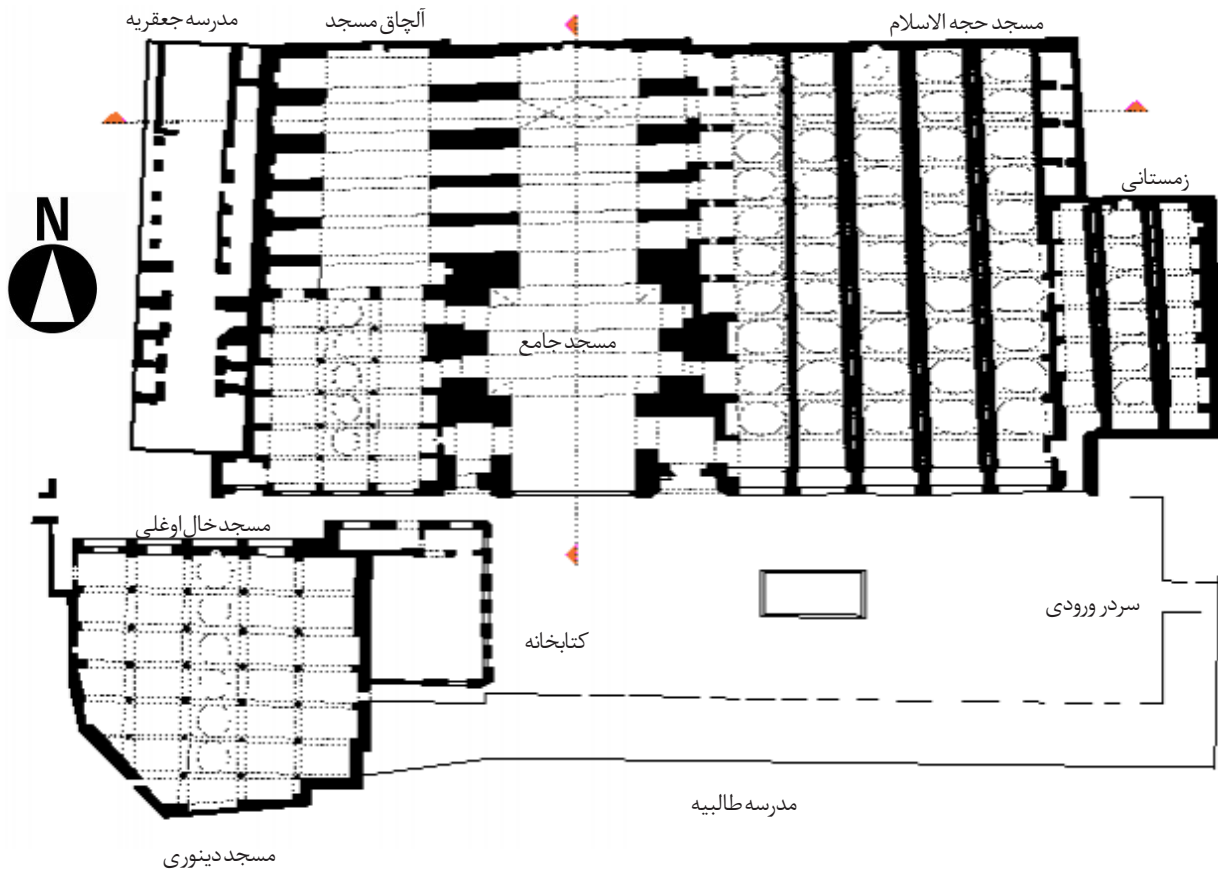 مسجد حجه الاسلام
آلچاق مسجد
مدرسه جعفریه
زمستانی
N
مسجد جامع
مسجد خال اوغلی
سردر ورودی
کتابخانه
مدرسه طالبیه
مسجد دینوری